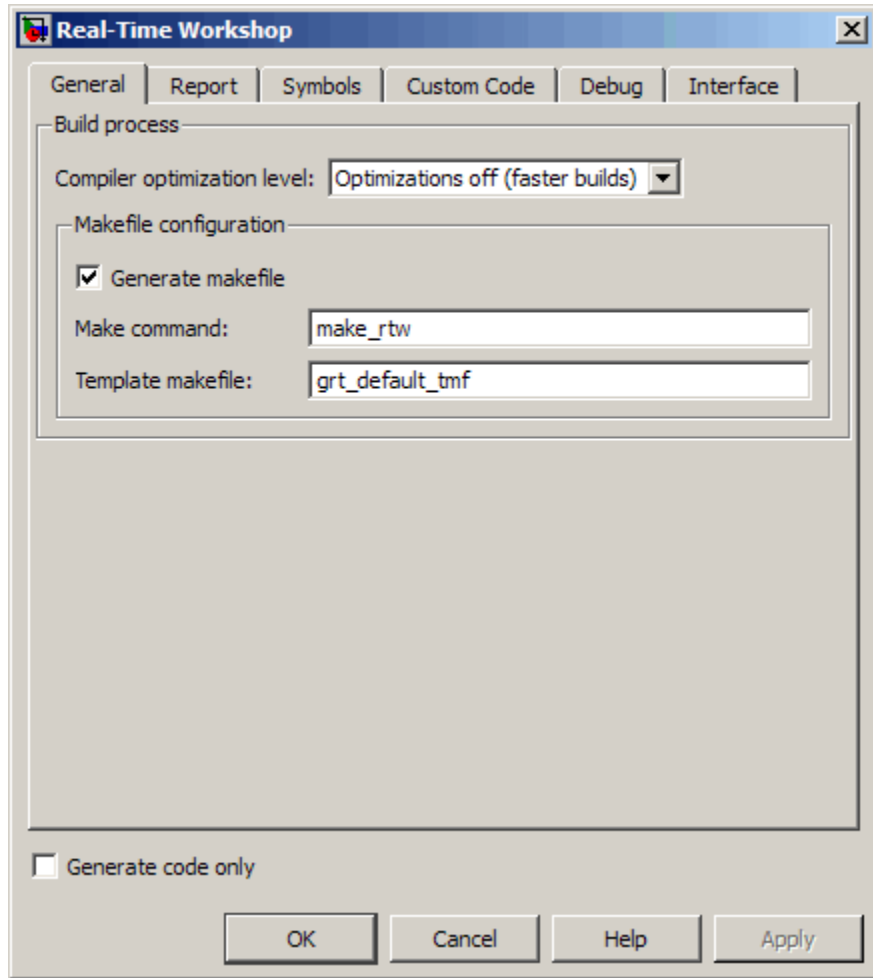 Real-Time Workshop
General Report Symbols Custom Code Debug Interface
Build process
Compiler optimization level: Optimizations off (faster builds)
Makefile configuration
Generate makefile
Make command: make_rtw
Template makefile: grt_default_tmf
Generate code only
OK Cancel Help Apply